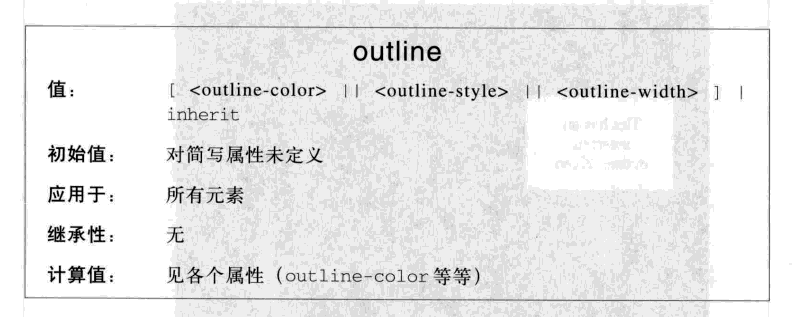 outline
值： [ <outline-color> || <outline-style> || <outline-width> ] |
inherit
初始值： 对简写属性未定义
应用于： 所有元素
继承性： 无
计算值： 见各个属性（outline-color 等等）